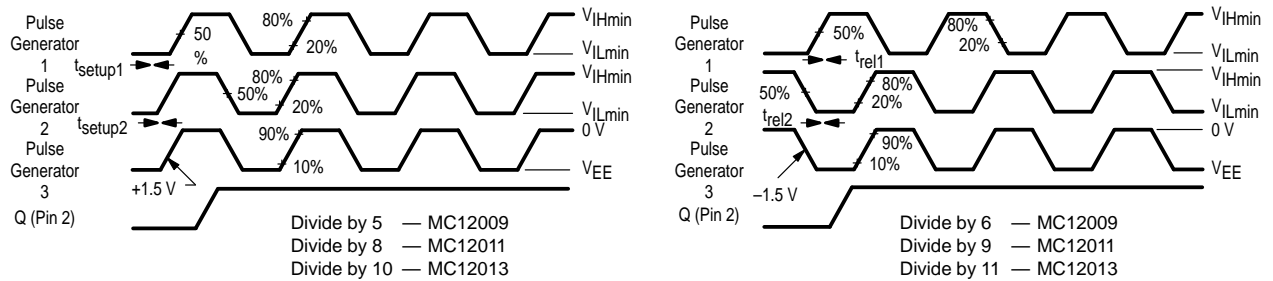 Pulse
Generator
1
Pulse
Generator
2
Pulse
Generator
3
Q (Pin 2)
50
%
80%
20%
VIHmin
VILmin
tsetup1
50%
80%
20%
VIHmin
VILmin
tsetup2
90%
10%
0 V
VEE
+1.5 V
Divide by 5 — MC12009
Divide by 8 — MC12011
Divide by 10 — MC12013
Pulse
Generator
1
Pulse
Generator
2
Pulse
Generator
3
Q (Pin 2)
50%
80%
20%
VIHmin
VILmin
trel1
50%
80%
20%
VIHmin
VILmin
trel2
90%
10%
0 V
VEE
–1.5 V
Divide by 6 — MC12009
Divide by 9 — MC12011
Divide by 11 — MC12013